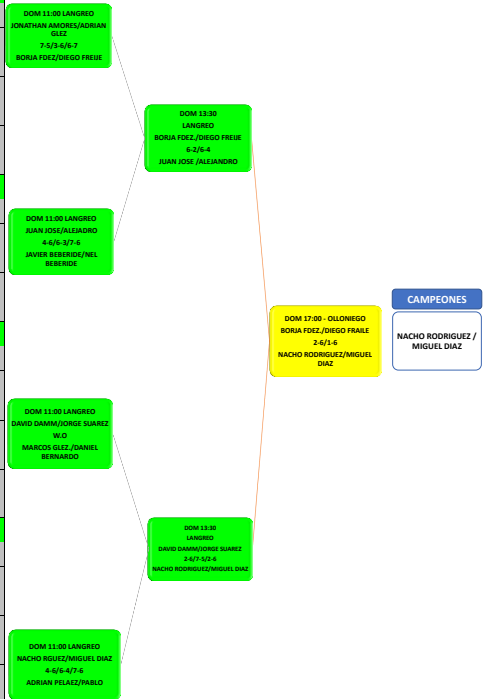 DOM 11:00 LANGREO
JONATHAN AMORES/ADRIAN
GLEZ
7-5/3-6/6-7
BORJA FDEZ/DIEGO FREIJE
DOM 13:30
LANGREO
BORJA FDEZ./DIEGO FREIJE
6-2/6-4
JUAN JOSE /ALEJANDRO
DOM 11:00 LANGREO
JUAN JOSE/ALEJADRO
4-6/6-3/7-6
JAVIER BEBERIDE/NEL
BEBERIDE
DOM 17:00 - OLLONIEGO
BORJA FDEZ./DIEGO FRAILE
2-6/1-6
NACHO RODRIGUEZ/MIGUEL
DIAZ
CAMPEONES
NACHO RODRIGUEZ /
MIGUEL DIAZ
DOM 11:00 LANGREO
DAVID DAMM/JORGE SUAREZ
W.O
MARCOS GLEZ./DANIEL
BERNARDO
DOM 13:30
LANGREO
DAVID DAMM/JORGE SUAREZ
2-6/7-5/2-6
NACHO RODRIGUEZ/MIGUEL DIAZ
DOM 11:00 LANGREO
NACHO RGUEZ/MIGUEL DIAZ
4-6/6-4/7-6
ADRIAN PELAEZ/PABLO